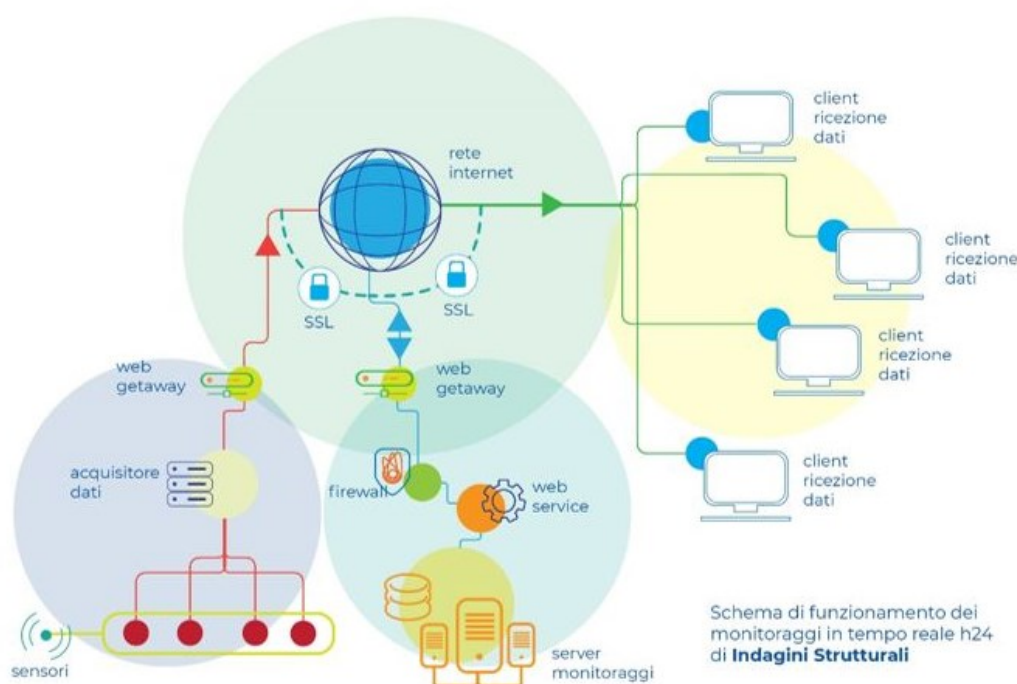 rete
internet
SSL
SSL
web
getaway
web
getaway
acquisitore
dati
firewall
web
service
sensori
server
monitoraggi
client
ricezione
dati
client
ricezione
dati
client
ricezione
dati
client
ricezione
dati
Schema di funzionamento dei
monitoraggi in tempo reale h24
di Indagini Strutturali